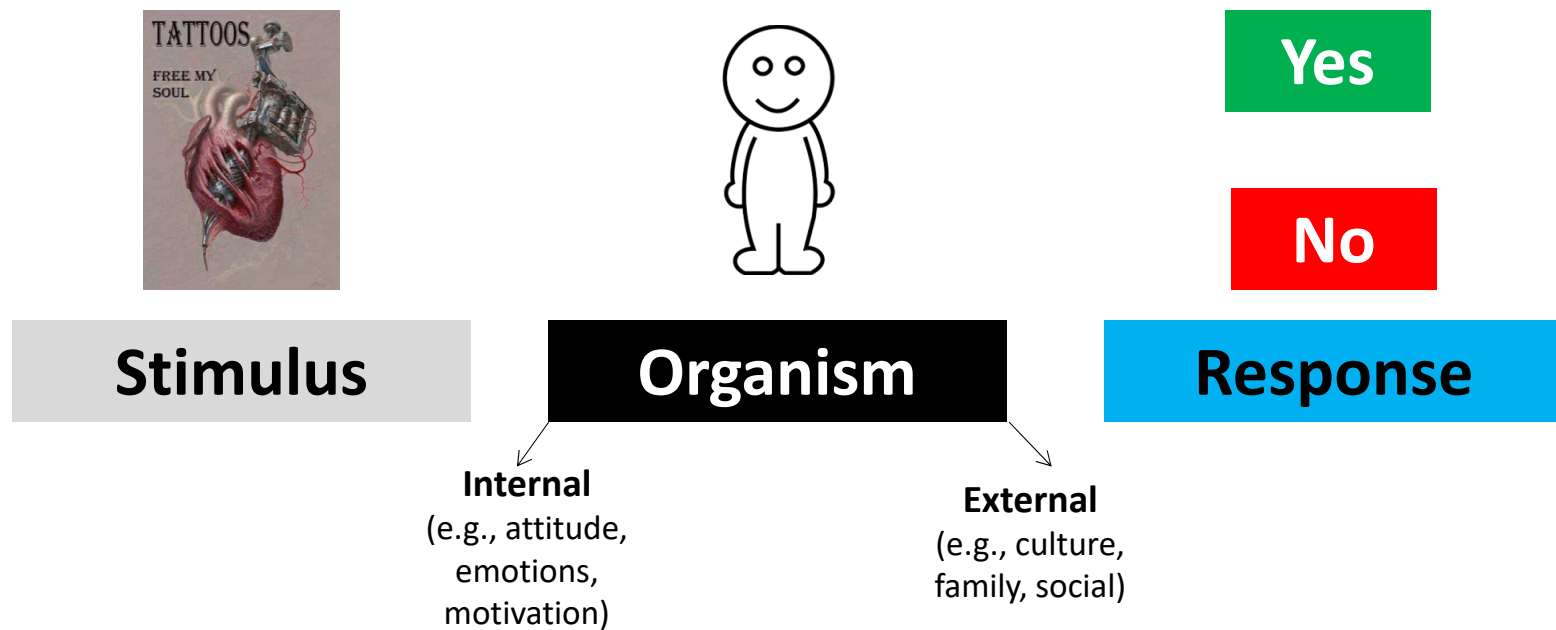 TATTOOS
FREE MY
SOUL
Yes
No
Stimulus
Organism
Response
Internal
(e.g., attitude,
emotions,
motivation)
External
(e.g., culture,
family, social)